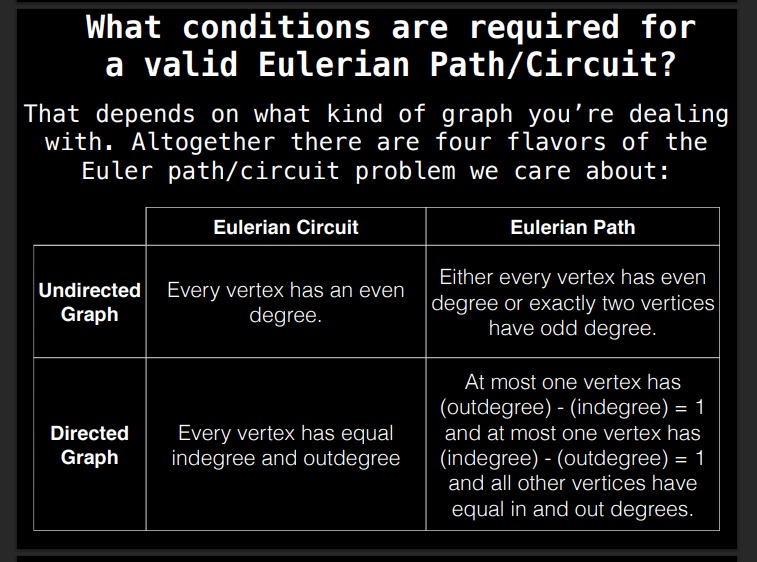 What conditions are required for
a valid Eulerian Path/Circuit?
That depends on what kind of graph you’re dealing
with. Altogether there are four flavors of the
Euler path/circuit problem we care about:
Eulerian Circuit
Eulerian Path
Undirected
Graph
Every vertex has an even
degree.
Either every vertex has even
degree or exactly two vertices
have odd degree.
Directed
Graph
Every vertex has equal
indegree and outdegree
At most one vertex has
(outdegree) - (indegree) = 1
and at most one vertex has
(indegree) - (outdegree) = 1
and all other vertices have
equal in and out degrees.